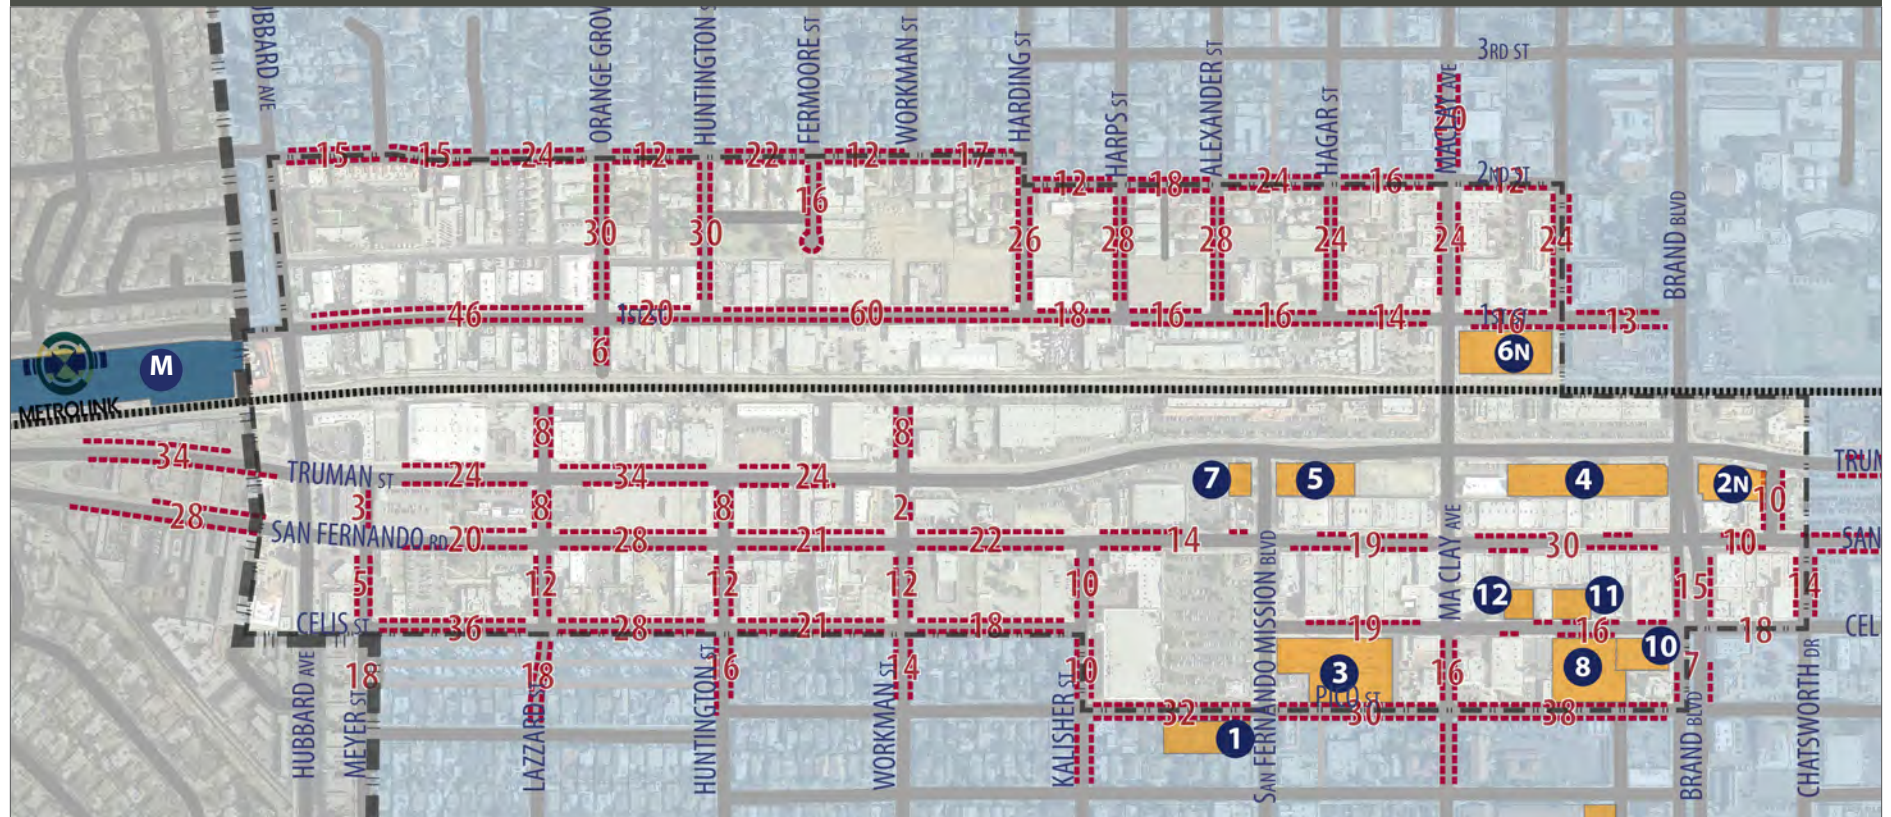 HUBBARD AVE
ORANGE GROV
HUNTINGTON S
FERMOORE ST
WORKMAN ST
HARDING ST
HARPS ST
ALEXANDER ST
HAGAR ST
MACLAY AVE
3RD ST
20
15
15
24
12
22
12
17
12
18
24
16
2ND ST
12
16
30
30
26
28
28
24
24
24
BRAND BLVD
46
1ST ST
20
60
18
16
16
14
1ST ST
16
13
6
6N
M
METROLINK
8
8
34
TRUMAN ST
24
34
24
7
5
4
2N
TRUM
28
3
8
8
2
10
SAN FERNANDO RD
20
28
21
22
14
19
30
10
SAN
5
12
12
12
10
MACLAY AVE
12
11
15
14
CELIS ST
36
28
21
18
19
16
18
CEL
18
18
16
14
10
3
16
8
10
7
PICO ST
32
30
38
1
HUBBARD AVE
MEYER ST
LAZZARD ST
HUNTINGTON ST
WORKMAN ST
KALISHER ST
SAN FERNANDO MISSION BLVD
BRAND BLVD
CHATSWORTH DR